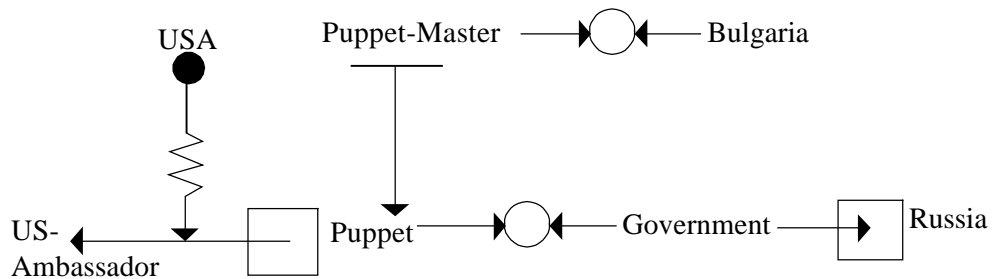 USA
Puppet-Master
Bulgaria
US-
Ambassador
Puppet
Government
Russia